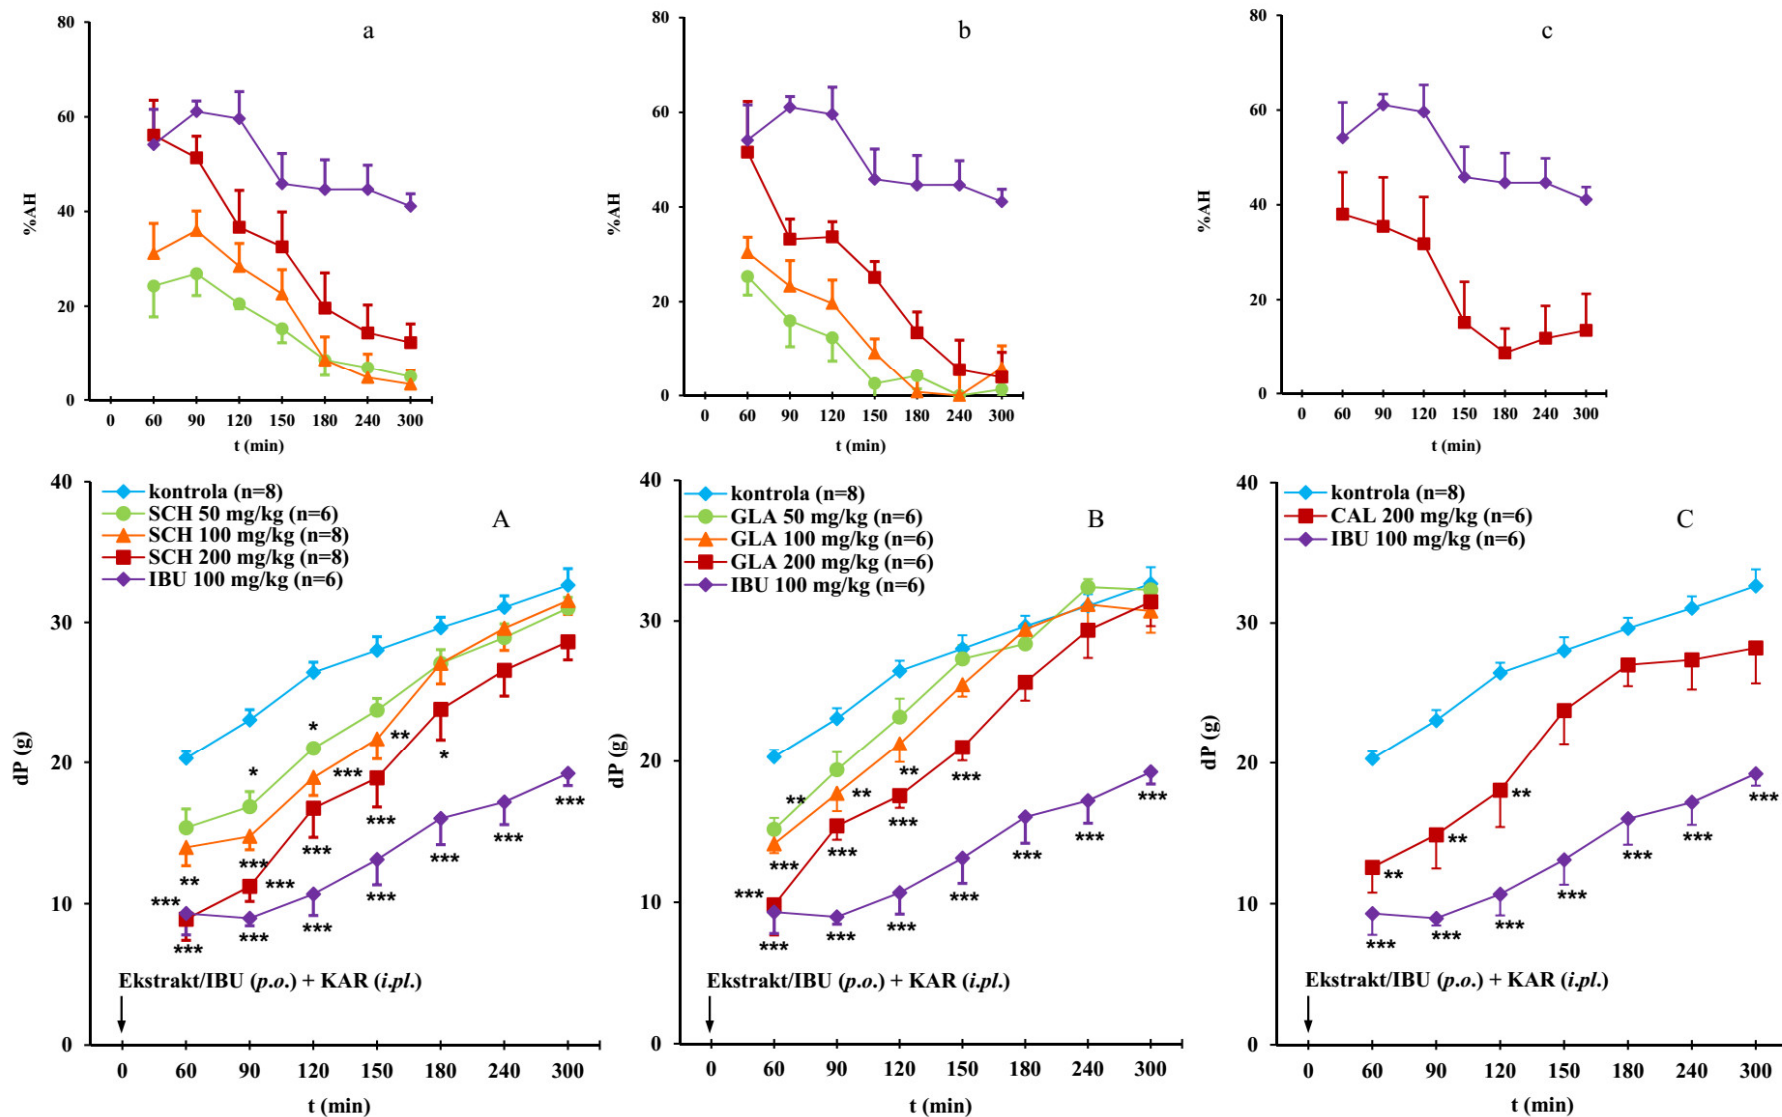 a
80
60
40
20
0
%AH
0 60 90 120 150 180 240 300
t (min)
b
80
60
40
20
0
%AH
0 60 90 120 150 180 240 300
t (min)
c
80
60
40
20
0
%AH
0 60 90 120 150 180 240 300
t (min)
A
40
30
20
10
0
dP (g)
kontrola (n=8)
SCH 50 mg/kg (n=6)
SCH 100 mg/kg (n=8)
SCH 200 mg/kg (n=8)
IBU 100 mg/kg (n=6)
*
*
**
***
*
***
***
***
***
**
***
***
***
***
***
***
***
***
***
Ekstrakt/IBU (p.o.) + KAR (i.pl.)
0 60 90 120 150 180 240 300
t (min)
B
40
30
20
10
0
dP (g)
kontrola (n=8)
GLA 50 mg/kg (n=6)
GLA 100 mg/kg (n=6)
GLA 200 mg/kg (n=6)
IBU 100 mg/kg (n=6)
**
**
**
***
***
***
***
***
***
***
***
***
***
***
***
Ekstrakt/IBU (p.o.) + KAR (i.pl.)
0 60 90 120 150 180 240 300
t (min)
C
40
30
20
10
0
dP (g)
kontrola (n=8)
CAL 200 mg/kg (n=6)
IBU 100 mg/kg (n=6)
**
**
**
***
***
***
***
***
***
***
Ekstrakt/IBU (p.o.) + KAR (i.pl.)
0 60 90 120 150 180 240 300
t (min)